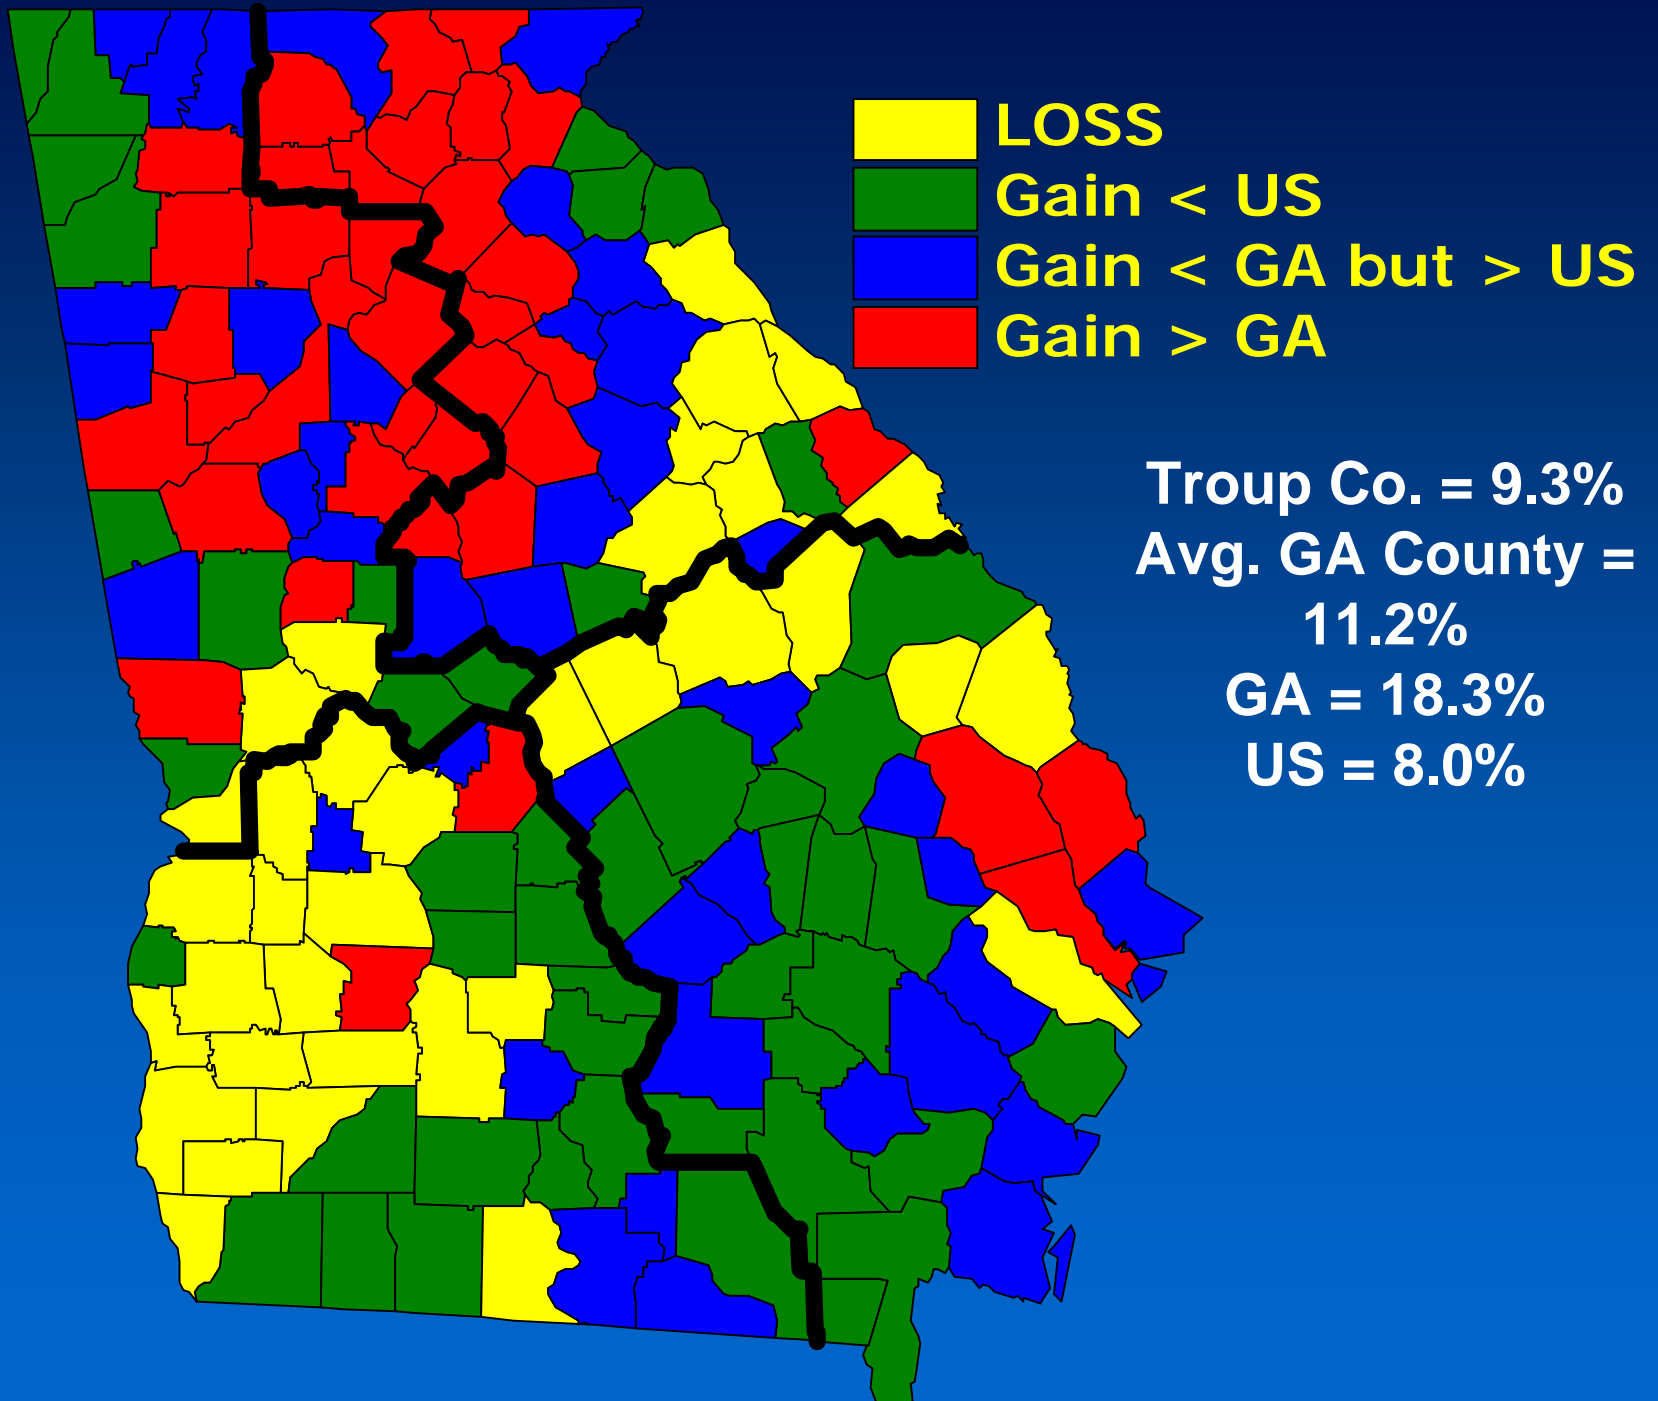 LOSS
Gain < US
Gain < GA but > US
Gain > GA
Troup Co. = 9.3%
Avg. GA County =
11.2%
GA = 18.3%
US = 8.0%